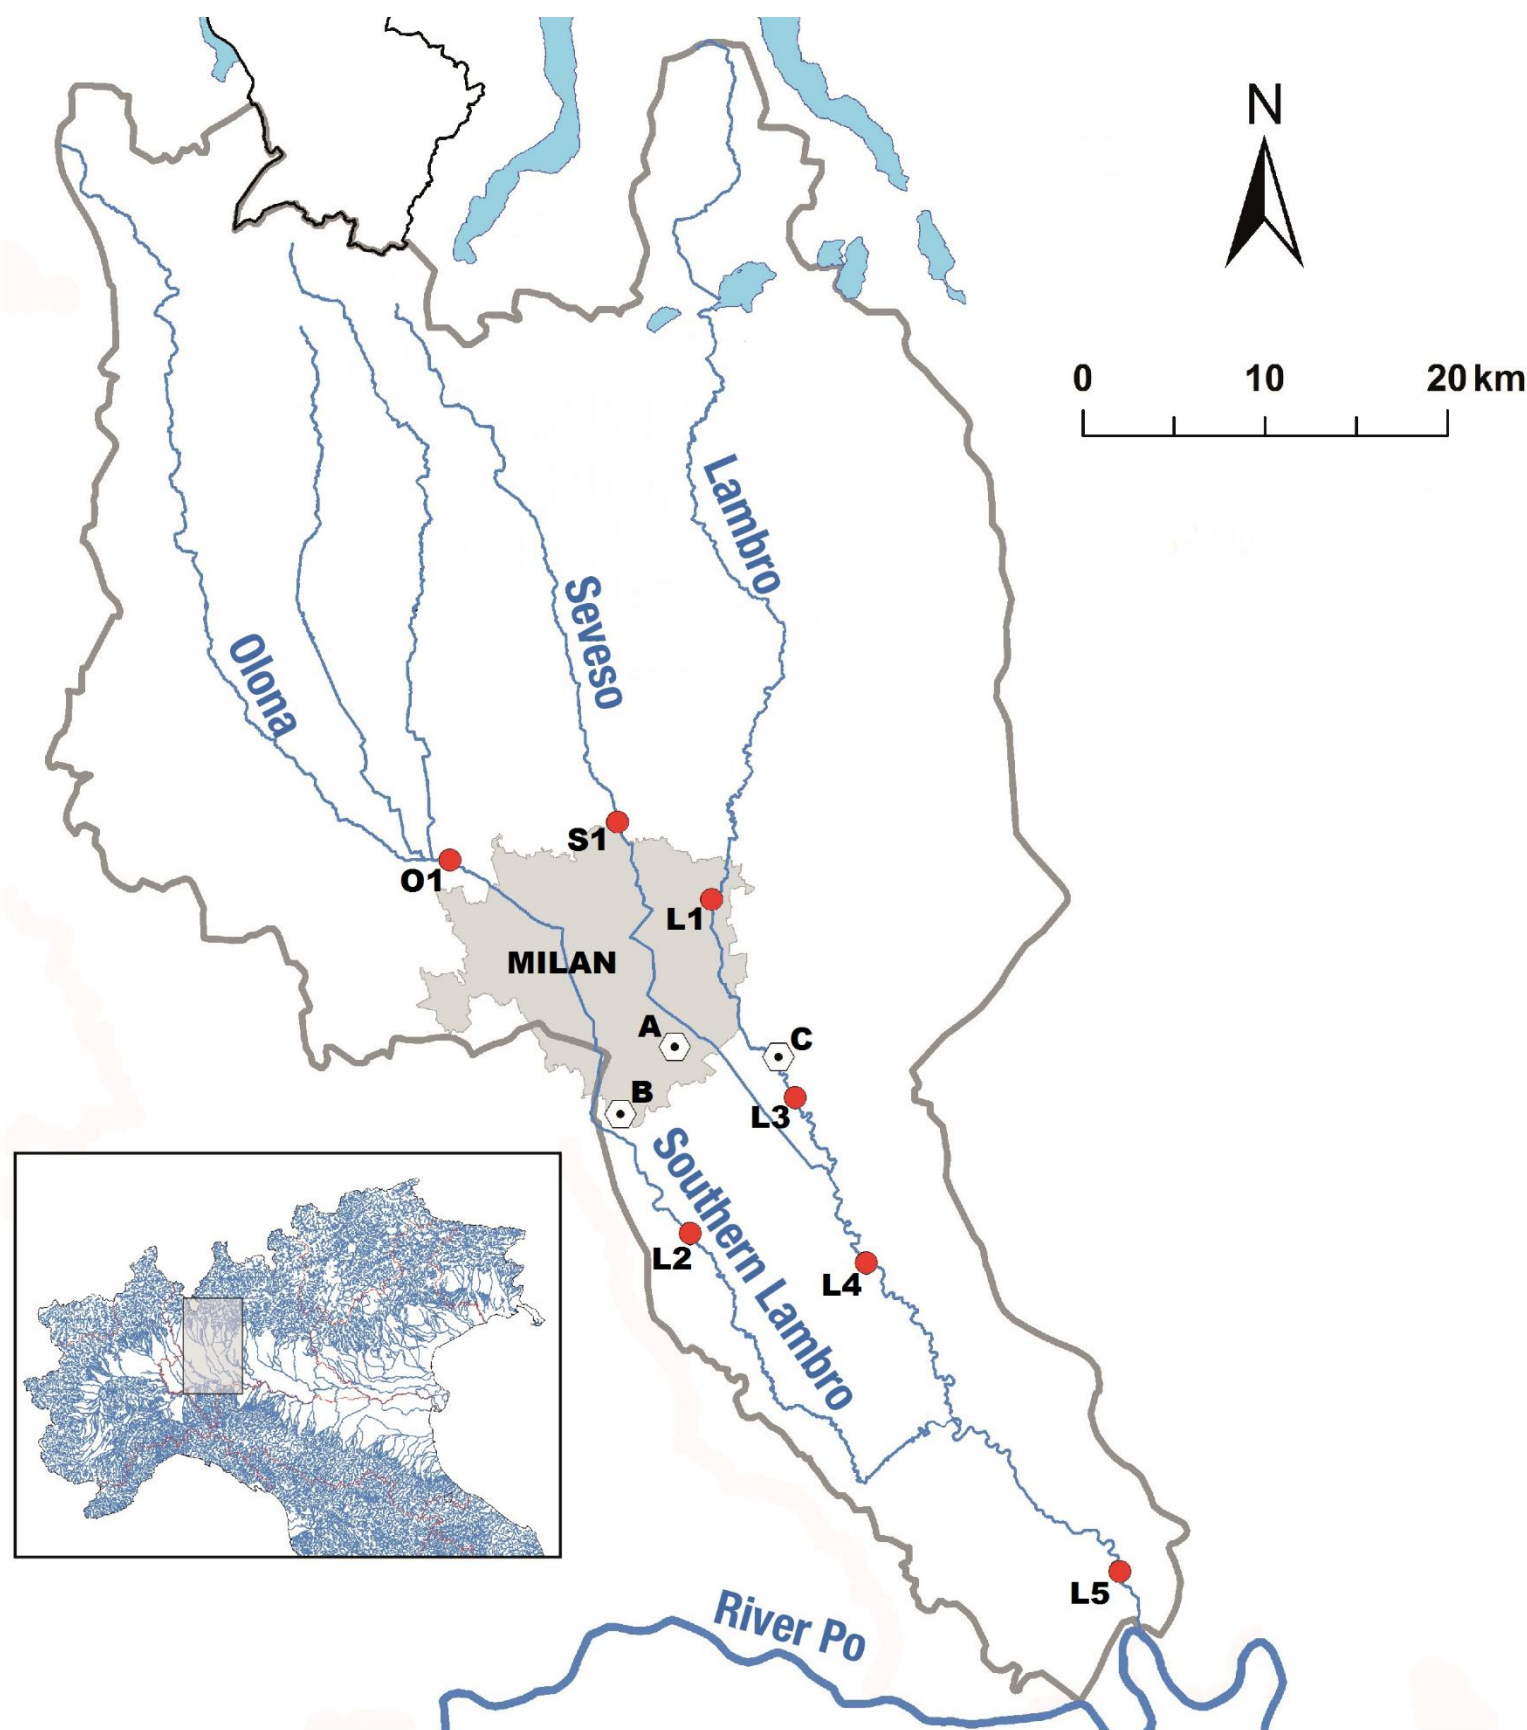 N
0 10 20 km
Lambro
Seveso
Olona
S1
O1
L1
MILAN
A
C
B
L3
Southern Lambro
L2
L4
L5
River Po